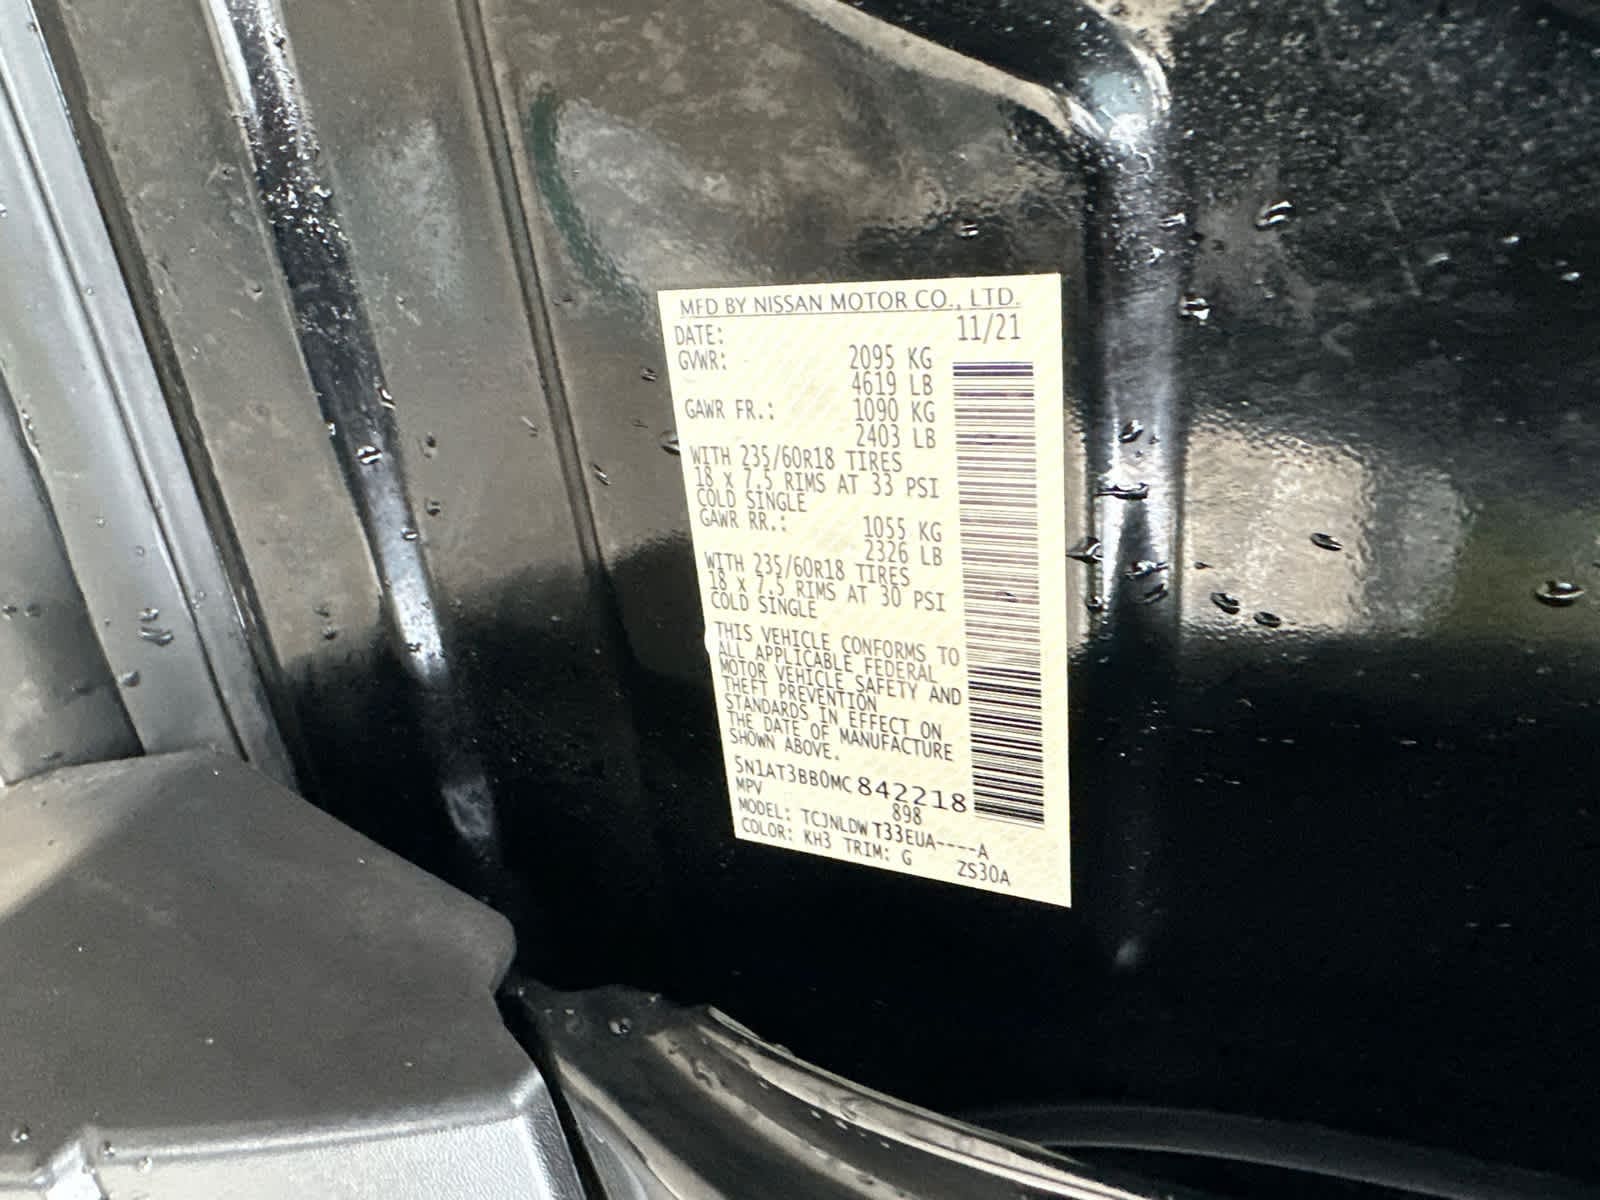 MFD BY NISSAN MOTOR CO., LTD.
DATE: 11/21
GVWR: 2095 KG
4619 LB
GAWR FR.: 1090 KG
2403 LB
WITH 235/60R18 TIRES
18 X 7.5 RIMS AT 33 PSI
COLD SINGLE
GAWR RR.: 1055 KG
2326 LB
WITH 235/60R18 TIRES
18 X 7.5 RIMS AT 30 PSI
COLD SINGLE
THIS VEHICLE CONFORMS TO
ALL APPLICABLE FEDERAL
MOTOR VEHICLE SAFETY AND
THEFT PREVENTION
STANDARDS IN EFFECT ON
THE DATE OF MANUFACTURE
SHOWN ABOVE.
5N1AT3BB0MC842218
MPV 898
MODEL: TCJNLDW T33EUA----A
COLOR: KH3 TRIM: G ZS30A